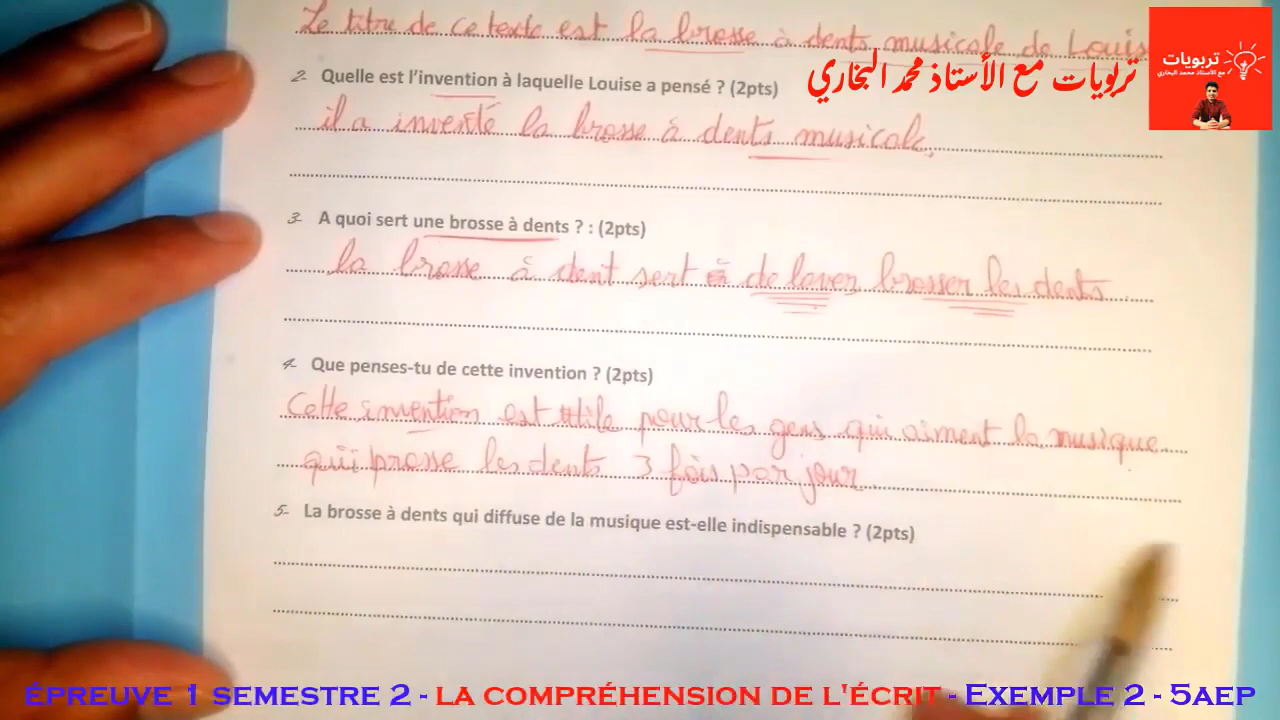 Le titre de ce texte est la brosse à dents musicale de Louis
2. Quelle est l'invention à laquelle Louise a pensé ? (2pts)
تربويات مع الأستاذ محمد البخاري
تربويات
مع الأستاذ محمد البخاري
il a inventé la brosse à dents musicale,
3. A quoi sert une brosse à dents ? : (2pts)
la brosse à dent sert à de laver brosser les dents
4. Que penses-tu de cette invention ? (2pts)
Cette invention est utile pour les gens qui aiment la musique
qui brosse les dents 3 fois par jour.
5. La brosse à dents qui diffuse de la musique est-elle indispensable ? (2pts)
épreuve 1 semestre 2 - la compréhension de l'écrit - Exemple 2 - 5aep